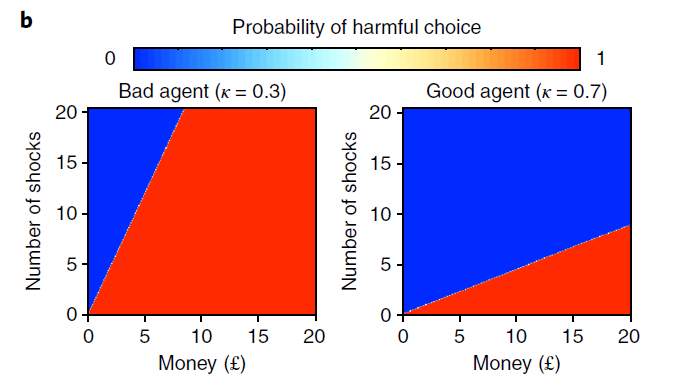 b
Probability of harmful choice
0 1
Bad agent (κ = 0.3)
Number of shocks
20
15
10
5
0
0 5 10 15 20
Money (£)
Good agent (κ = 0.7)
Number of shocks
20
15
10
5
0
0 5 10 15 20
Money (£)